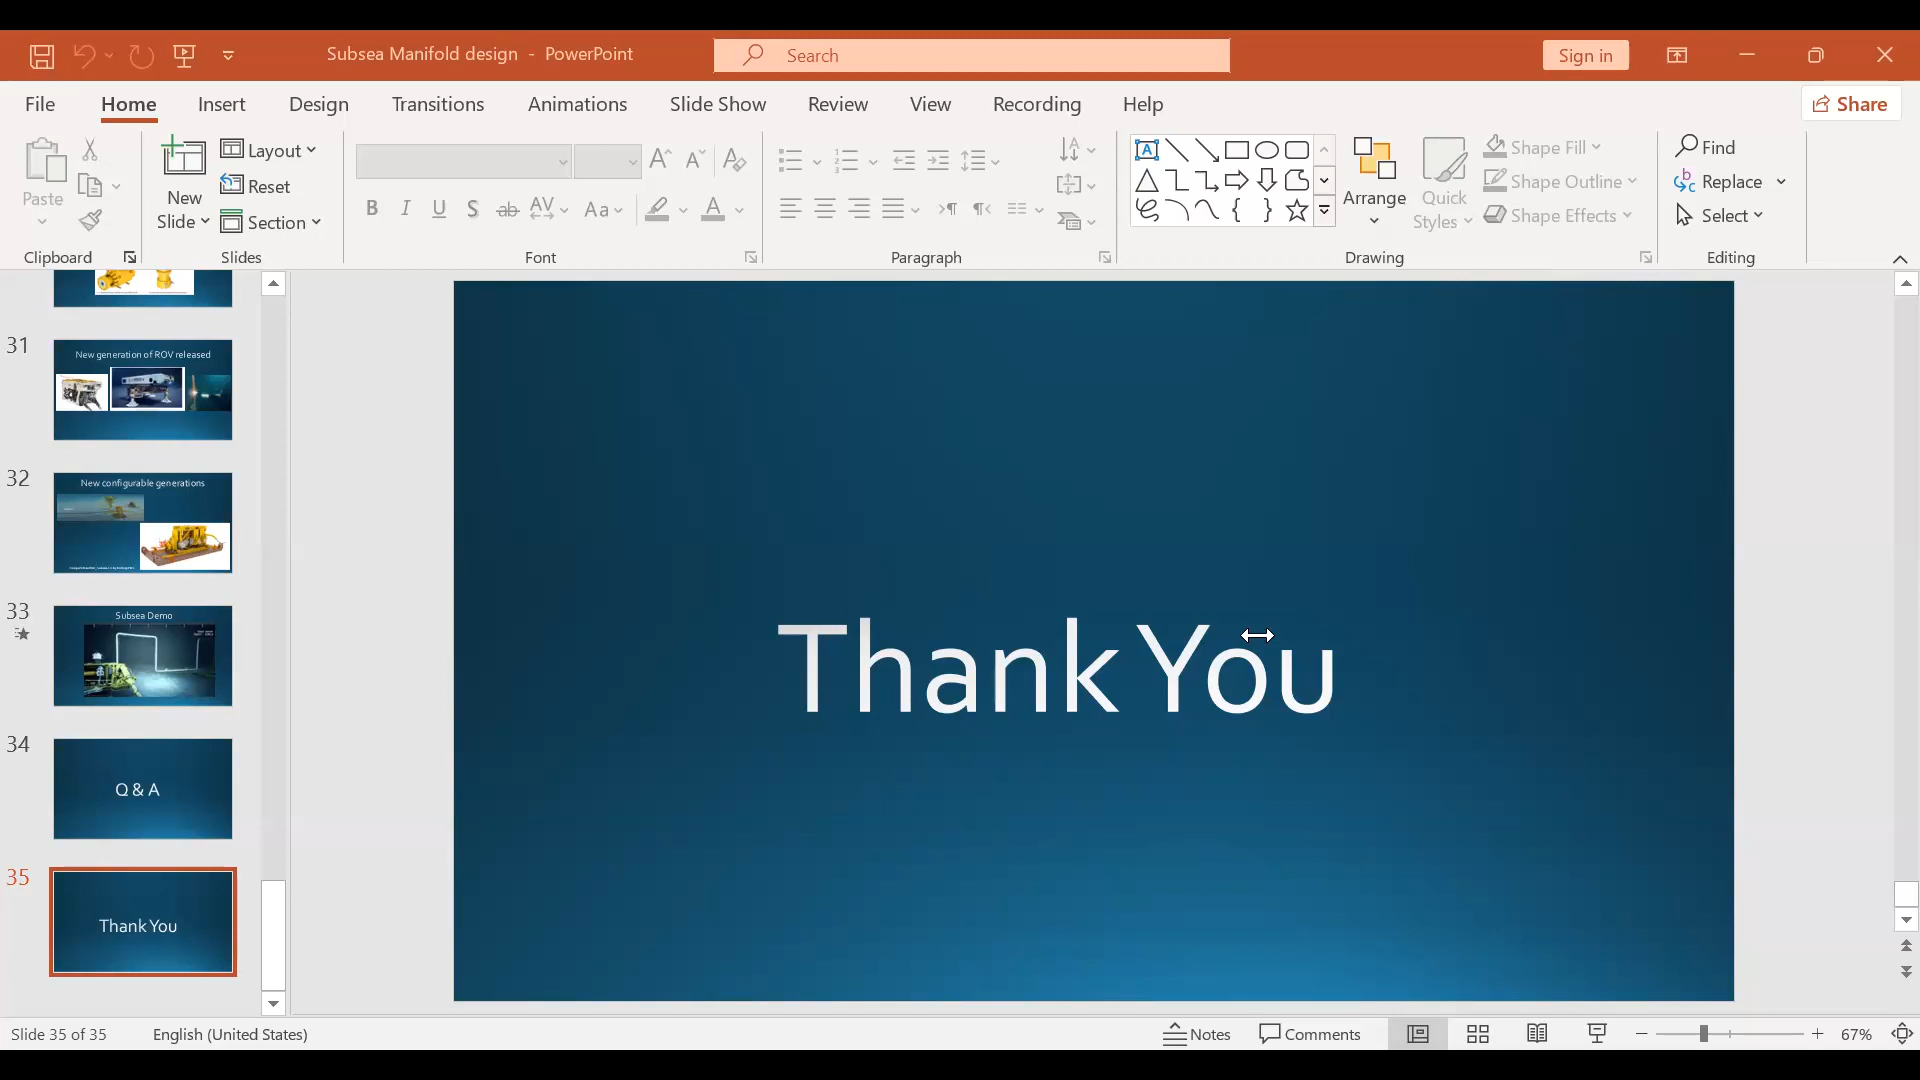 Subsea Manifold design - PowerPoint
Search
Sign in
File Home Insert Design Transitions Animations Slide Show Review View Recording Help
Share
Paste
Clipboard
New
Slide
Layout
Reset
Section
Slides
Font
Paragraph
Arrange
Quick
Styles
Shape Fill
Shape Outline
Shape Effects
Drawing
Find
Replace
Select
Editing
31
New generation of ROV released
32
New configurable generations
33
Subsea Demo
34
Q & A
35
Thank You
Thank You
Slide 35 of 35
English (United States)
Notes
Comments
67%